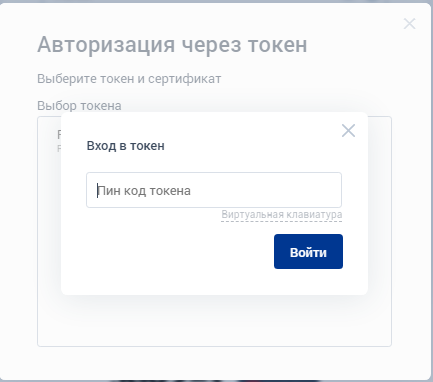 Авторизация через токен
Выберите токен и сертификат
Выбор токена
Вход в токен
Пин код токена
Виртуальная клавиатура
Войти